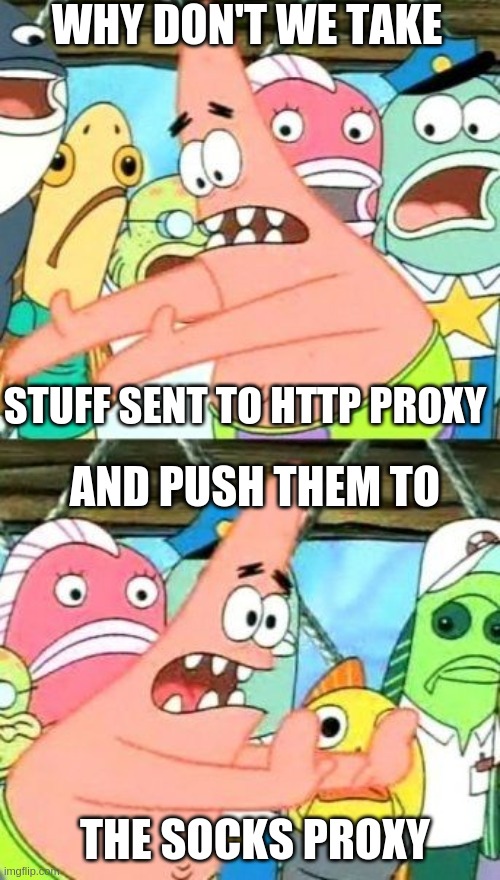 WHY DON'T WE TAKE
STUFF SENT TO HTTP PROXY
AND PUSH THEM TO
THE SOCKS PROXY
imgflip.com